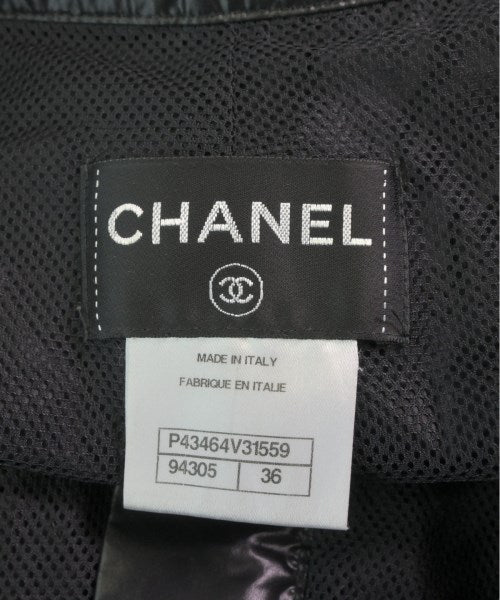 CHANEL
MADE IN ITALY
FABRIQUE EN ITALIE
P43464V31559
94305 36